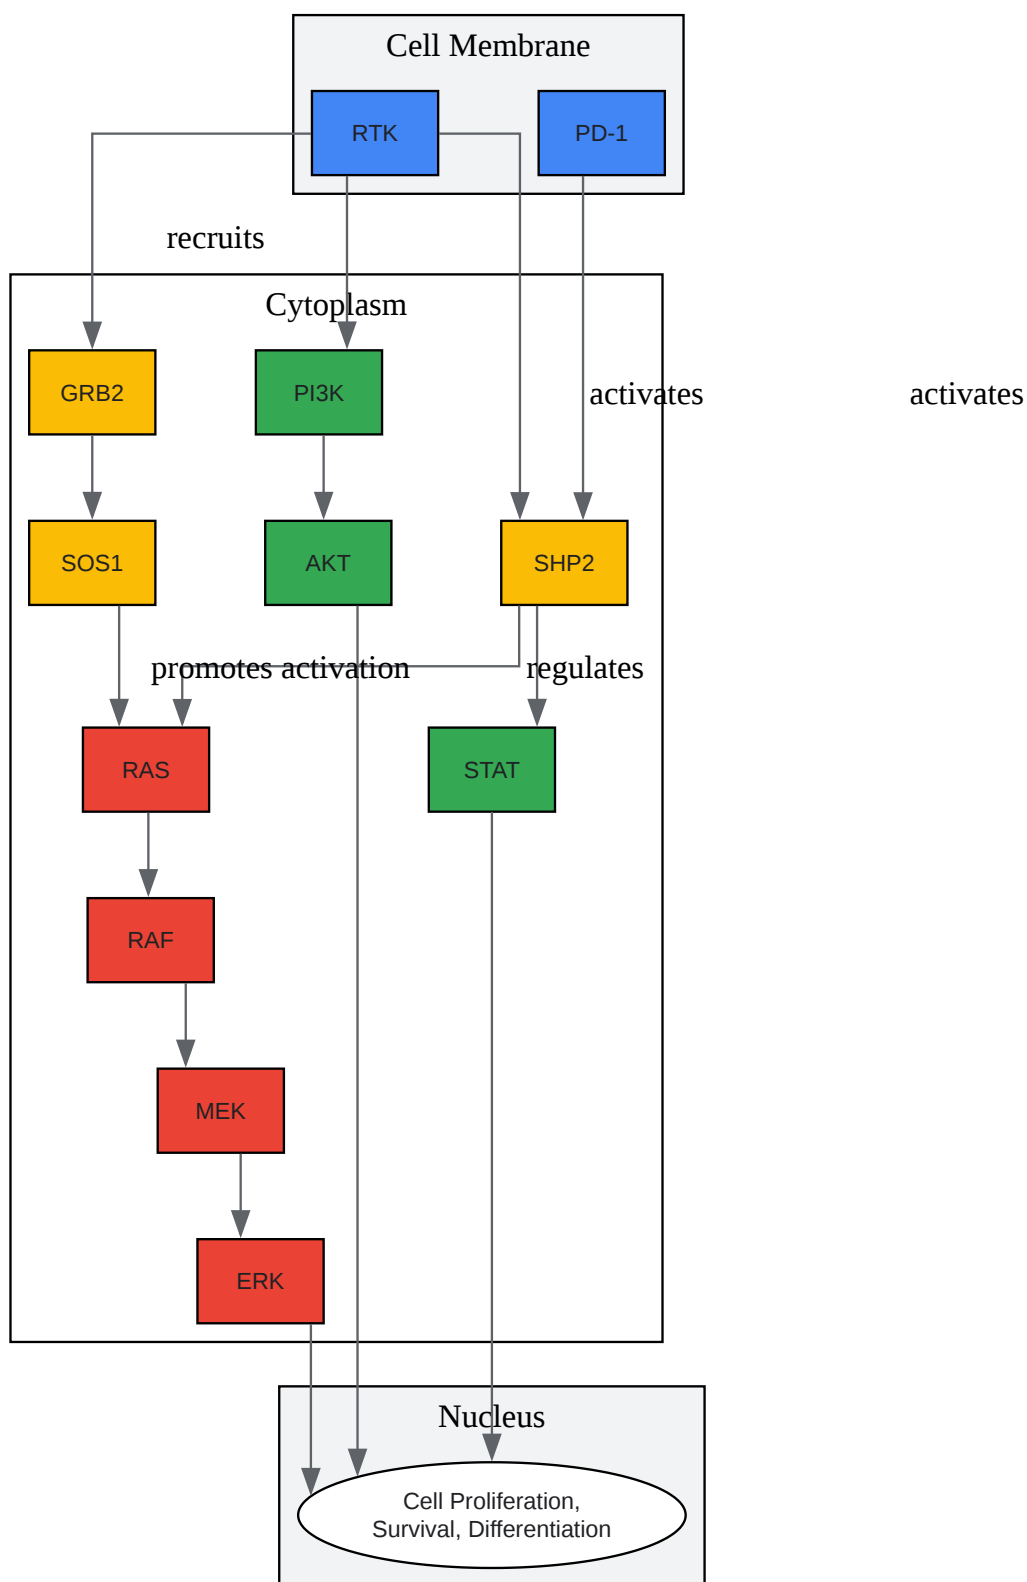 Cell Membrane
RTK
PD-1
recruits
Cytoplasm
GRB2
PI3K
activates
activates
SOS1
AKT
SHP2
promotes activation
regulates
RAS
STAT
RAF
MEK
ERK
Nucleus
Cell Proliferation,
Survival, Differentiation